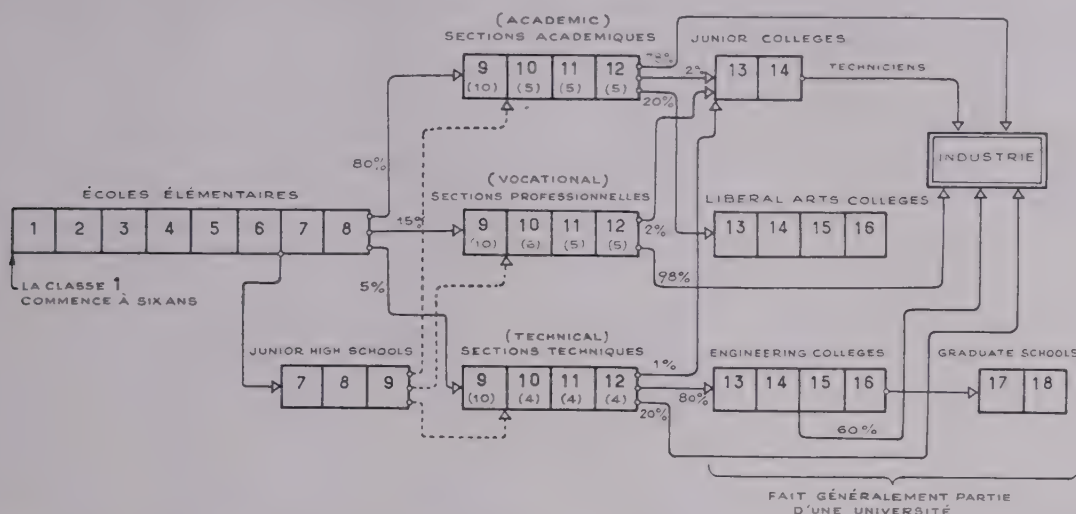 (ACADEMIC)
SECTIONS ACADEMIQUES
9 10 11 12
(10) (5) (5) (5)
78%
2%
20%
JUNIOR COLLEGES
13 14
TECHNICIENS
INDUSTRIE
80%
ÉCOLES ÉLÉMENTAIRES
1 2 3 4 5 6 7 8
LA CLASSE 1
COMMENCE À SIX ANS
15%
5%
(VOCATIONAL)
SECTIONS PROFESSIONNELLES
9 10 11 12
(10) (6) (5) (5)
2%
98%
LIBERAL ARTS COLLEGES
13 14 15 16
JUNIOR HIGH SCHOOLS
7 8 9
(TECHNICAL)
SECTIONS TECHNIQUES
9 10 11 12
(10) (4) (4) (4)
1%
80%
20%
ENGINEERING COLLEGES
13 14 15 16
60%
GRADUATE SCHOOLS
17 18
FAIT GÉNÉRALEMENT PARTIE
D'UNE UNIVERSITÉ